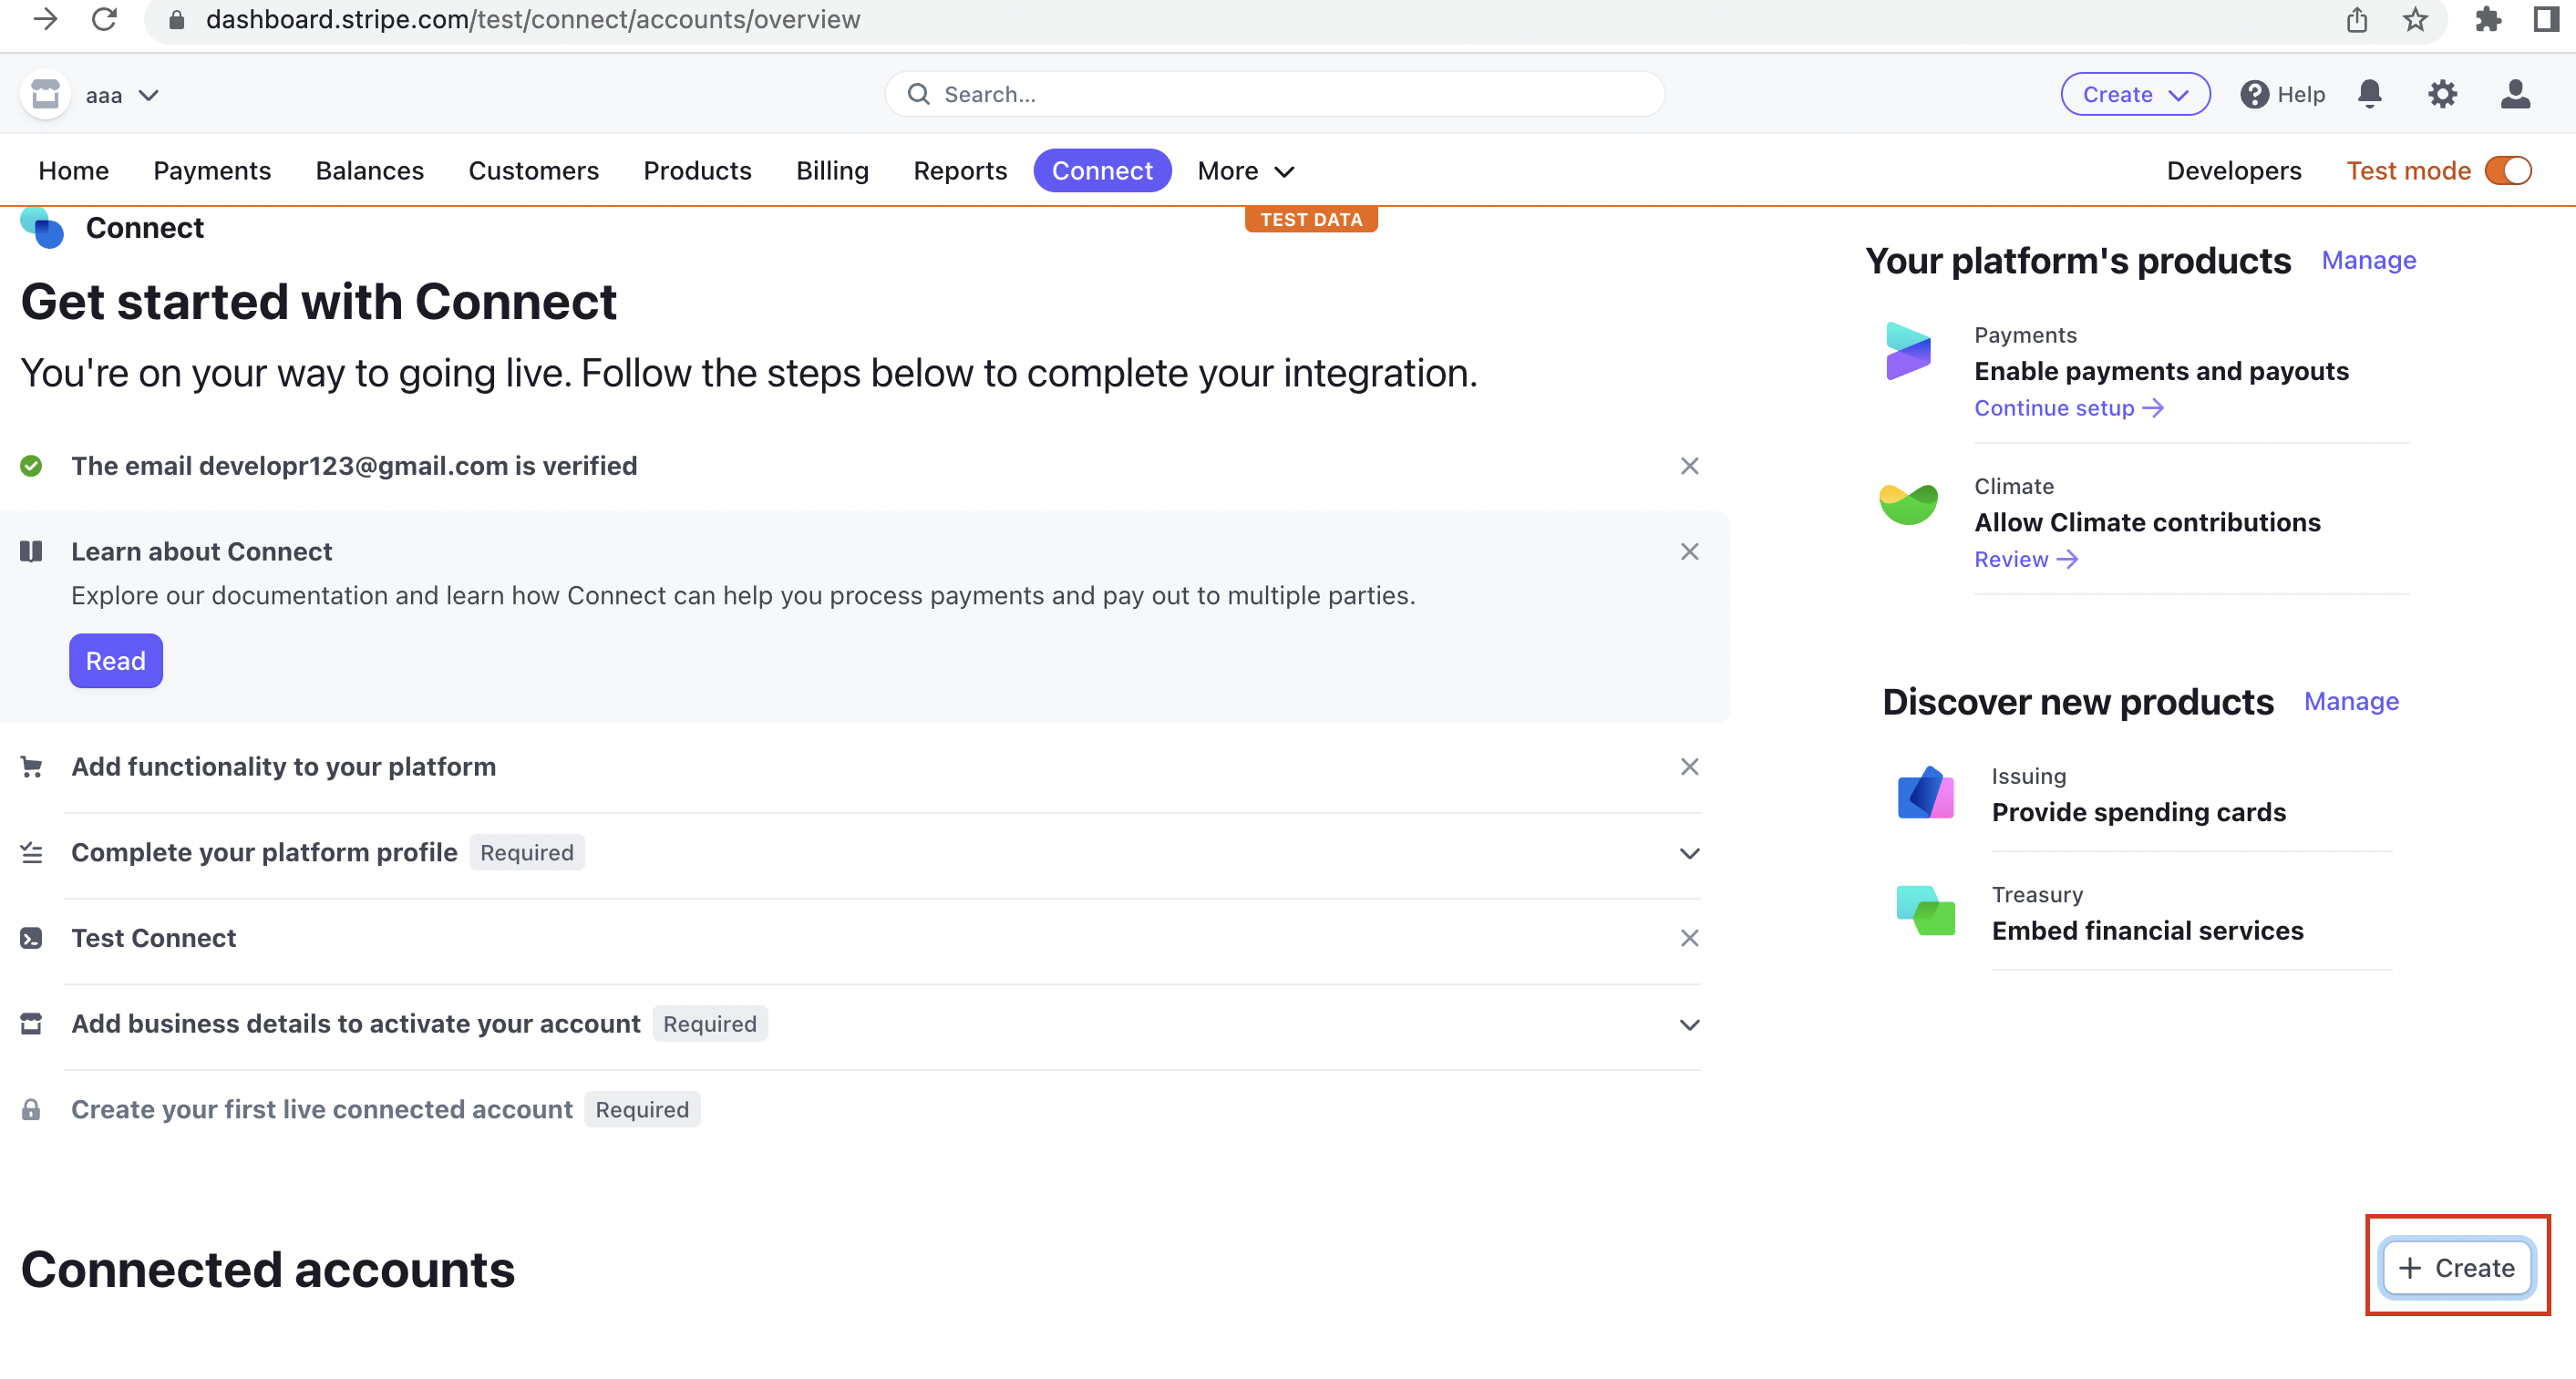 dashboard.stripe.com/test/connect/accounts/overview
aaa
Search...
Create
Help
Home Payments Balances Customers Products Billing Reports Connect More
Developers Test mode
TEST DATA
Connect
Get started with Connect
You're on your way to going live. Follow the steps below to complete your integration.
The email developr123@gmail.com is verified
Learn about Connect
Explore our documentation and learn how Connect can help you process payments and pay out to multiple parties.
Read
Add functionality to your platform
Complete your platform profile Required
Test Connect
Add business details to activate your account Required
Create your first live connected account Required
Your platform's products Manage
Payments
Enable payments and payouts
Continue setup
Climate
Allow Climate contributions
Review
Discover new products Manage
Issuing
Provide spending cards
Treasury
Embed financial services
Connected accounts
+ Create